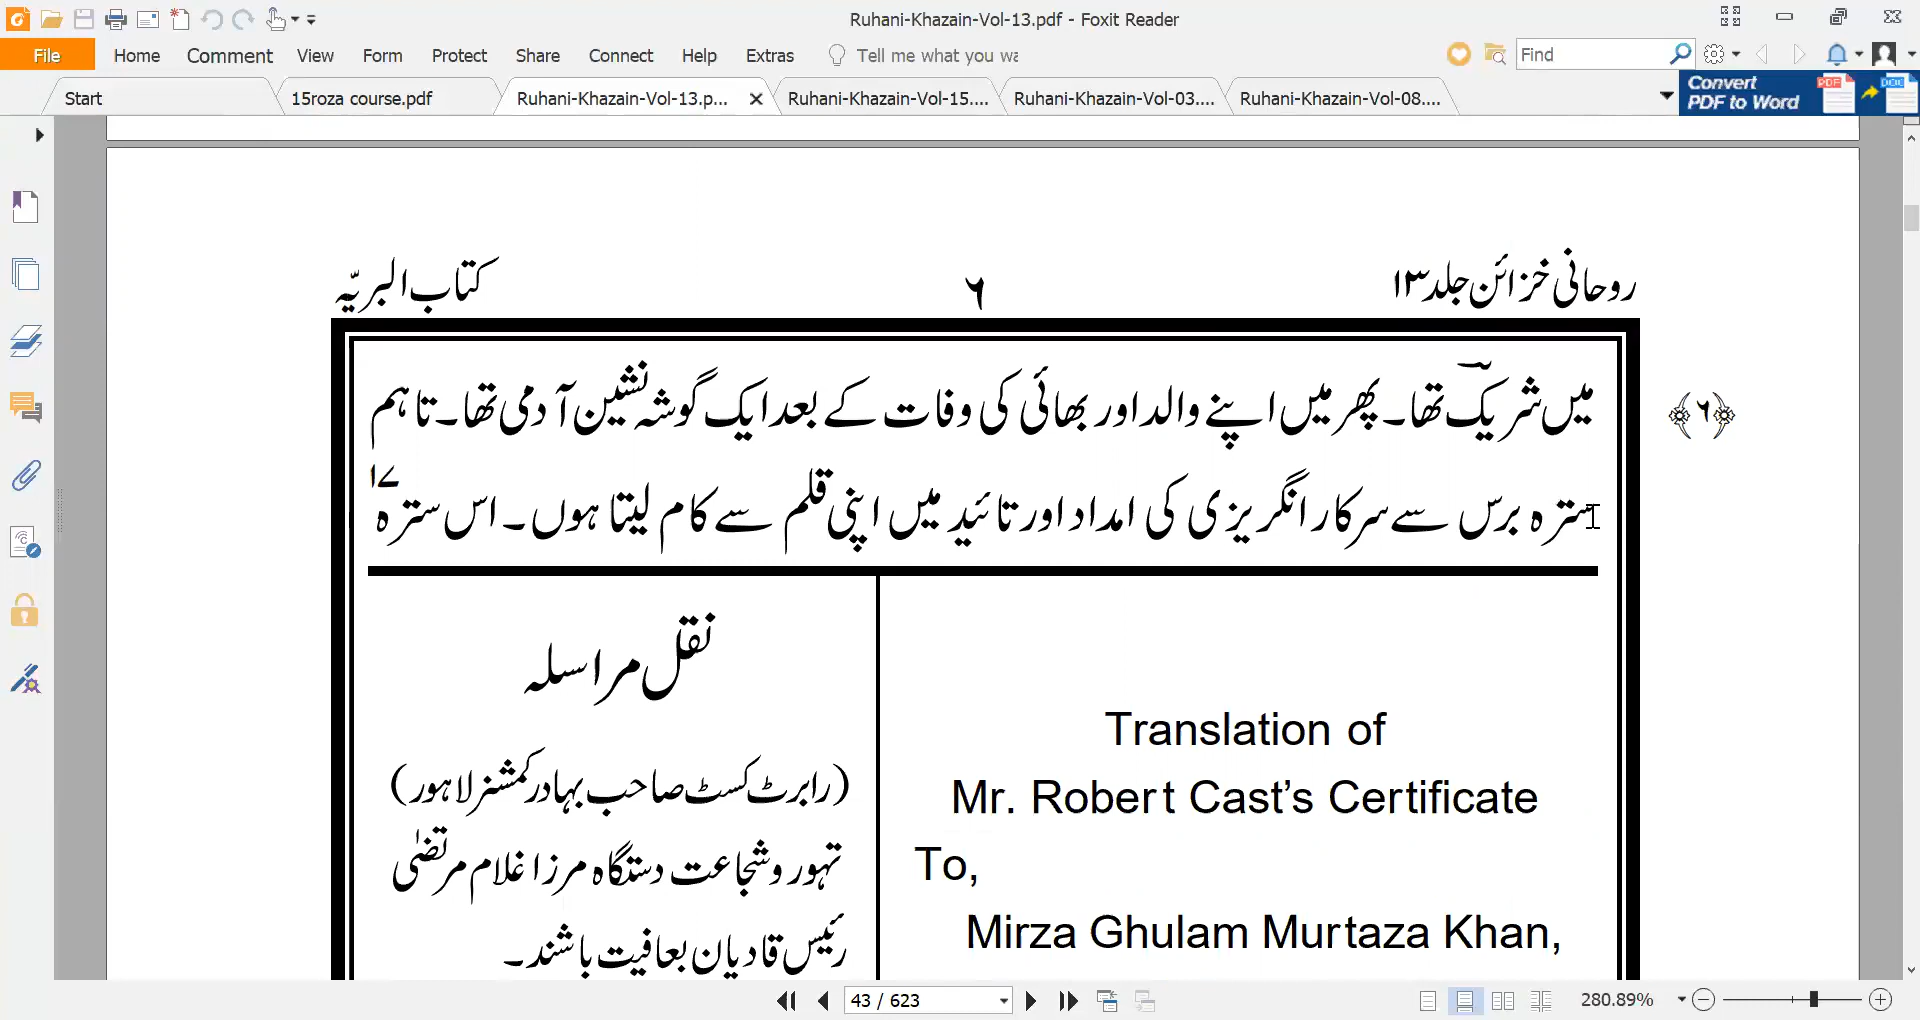 Ruhani-Khazain-Vol-13.pdf - Foxit Reader
File Home Comment View Form Protect Share Connect Help Extras Tell me what you wa Find
Start 15roza course.pdf Ruhani-Khazain-Vol-13.p... Ruhani-Khazain-Vol-15.... Ruhani-Khazain-Vol-03.... Ruhani-Khazain-Vol-08....
Convert
PDF to Word
PDF DOC
روحانی خزائن جلد ۱۳ ۶ کتاب البریّہ
میں شریک تھا۔ پھر میں اپنے والد اور بھائی کی وفات کے بعد ایک گوشہ نشین آدمی تھا۔ تاہم
﴿۶﴾
سترہ برس سے سرکار انگریزی کی امداد اور تائید میں اپنی قلم سے کام لیتا ہوں۔ اس سترہ ۱۷
نقل مراسلہ
(رابرٹ کسٹ صاحب بہادر کمشنر لاہور)
تہور و شجاعت دستگاہ مرزا غلام مرتضیٰ
رئیس قادیان بعافیت باشند۔
Translation of
Mr. Robert Cast’s Certificate
To,
Mirza Ghulam Murtaza Khan,
43 / 623
280.89%